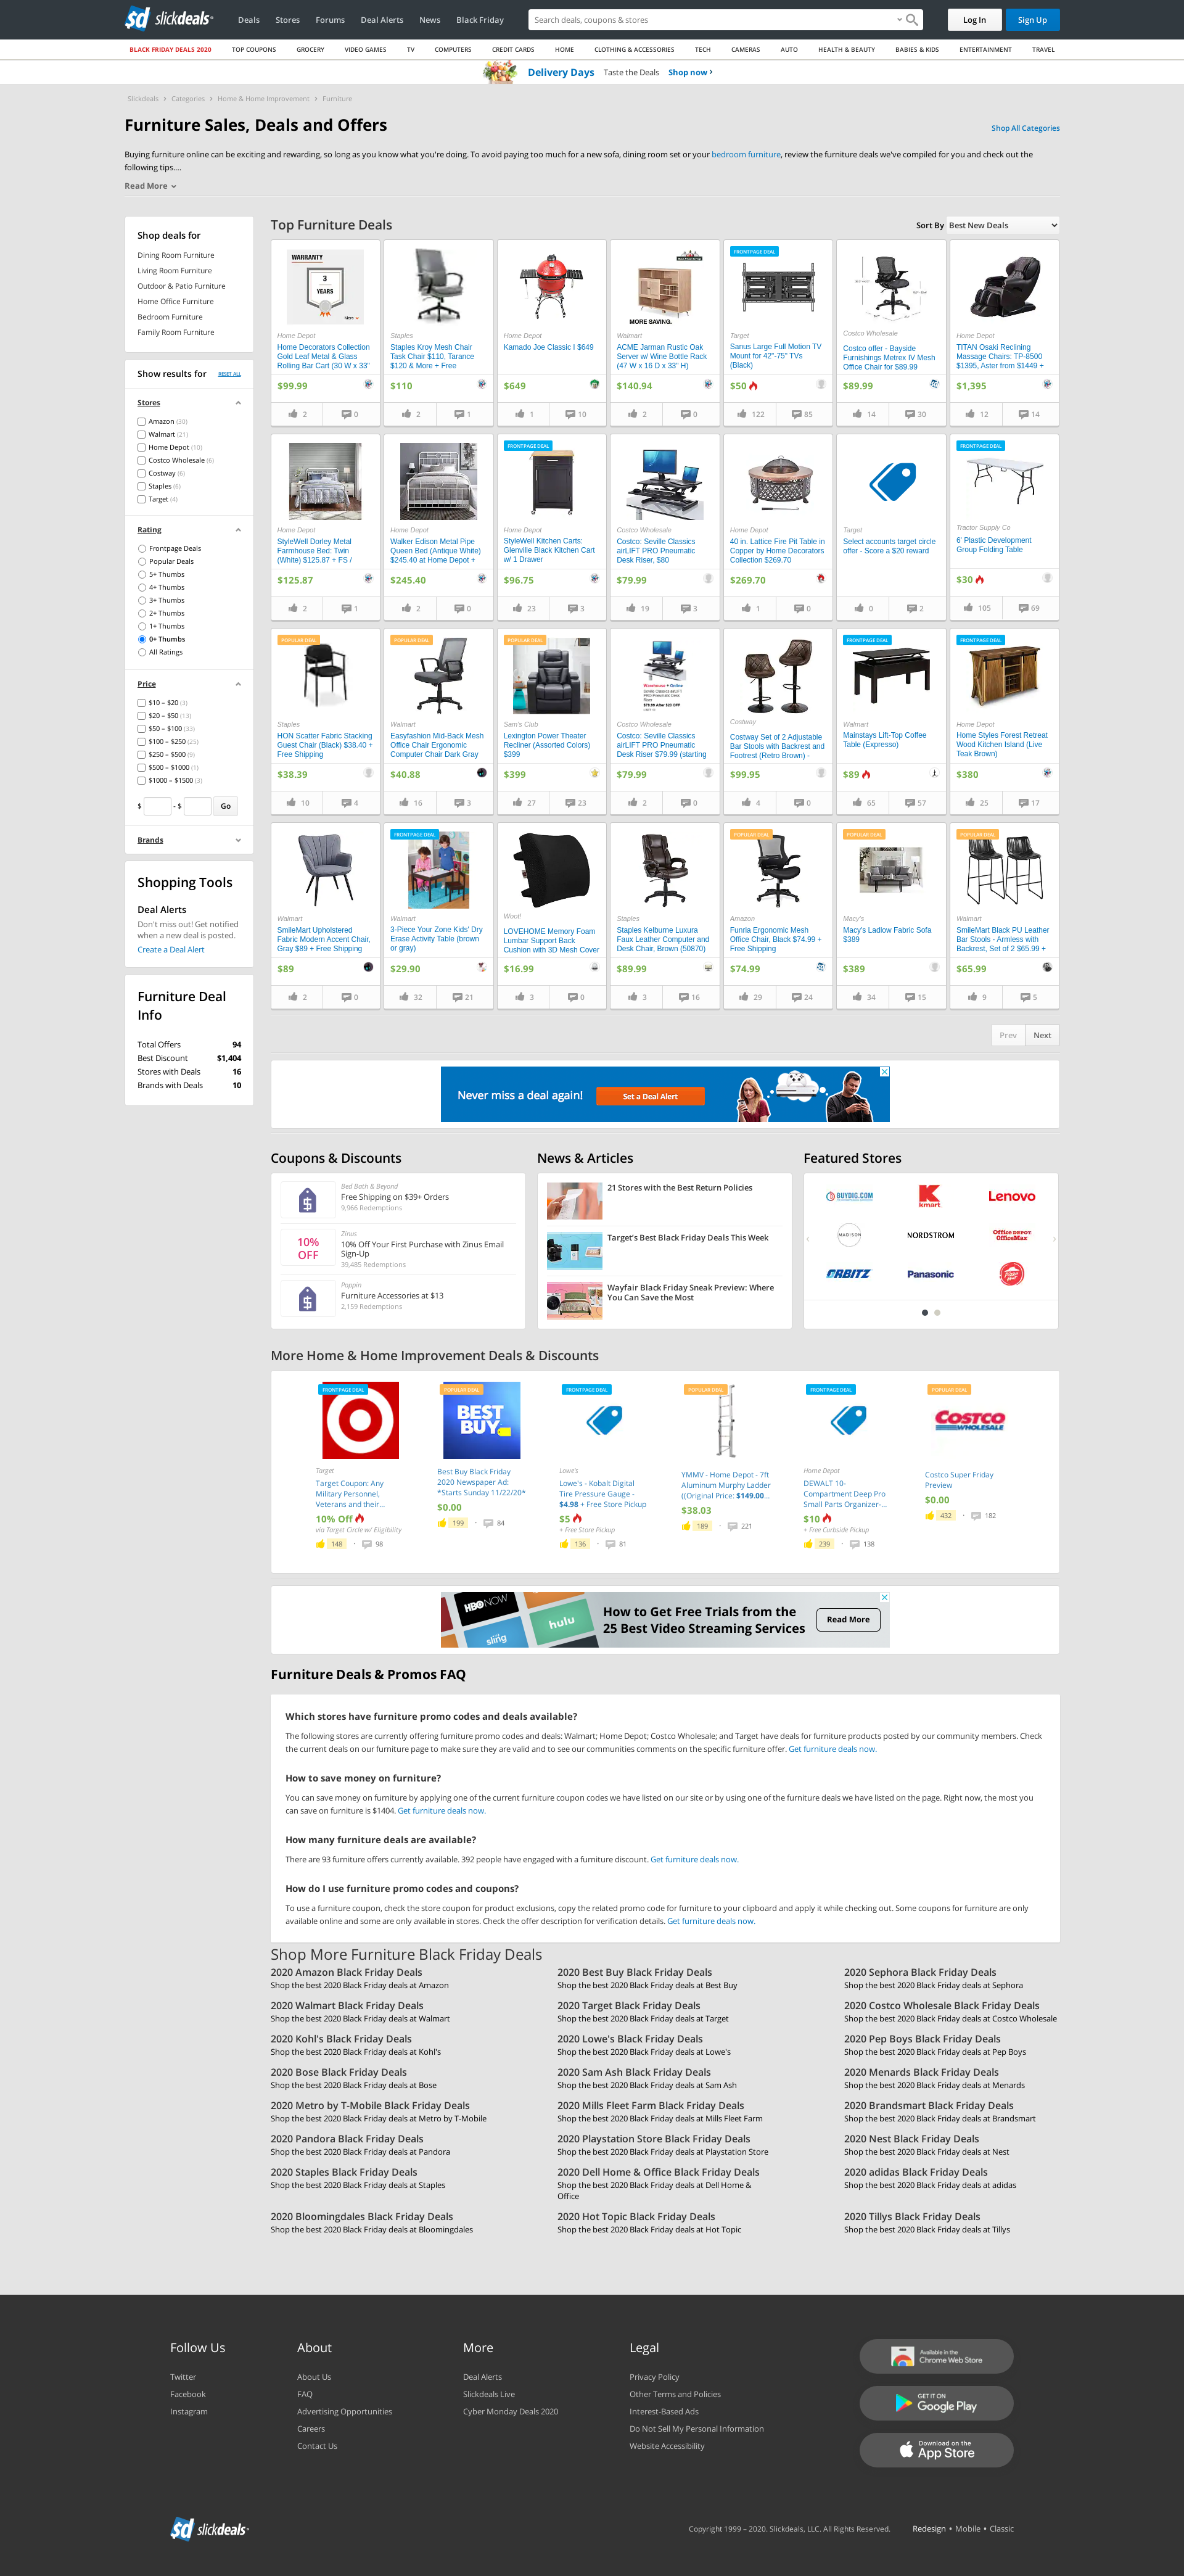 sd slickdeals
Deals Stores Forums Deal Alerts News Black Friday
Search deals, coupons & stores
Log In Sign Up
BLACK FRIDAY DEALS 2020 TOP COUPONS GROCERY VIDEO GAMES TV COMPUTERS CREDIT CARDS HOME CLOTHING & ACCESSORIES TECH CAMERAS AUTO HEALTH & BEAUTY BABIES & KIDS ENTERTAINMENT TRAVEL
Delivery Days Taste the Deals Shop now ›
Slickdeals › Categories › Home & Home Improvement › Furniture
Furniture Sales, Deals and Offers
Shop All Categories
Buying furniture online can be exciting and rewarding, so long as you know what you're doing. To avoid paying too much for a new sofa, dining room set or your bedroom furniture, review the furniture deals we've compiled for you and check out the
following tips....
Read More
Shop deals for
Dining Room Furniture
Living Room Furniture
Outdoor & Patio Furniture
Home Office Furniture
Bedroom Furniture
Family Room Furniture
Show results for RESET ALL
Stores
Amazon (30)
Walmart (21)
Home Depot (10)
Costco Wholesale (6)
Costway (6)
Staples (6)
Target (4)
Rating
Frontpage Deals
Popular Deals
5+ Thumbs
4+ Thumbs
3+ Thumbs
2+ Thumbs
1+ Thumbs
0+ Thumbs
All Ratings
Price
$10 – $20 (3)
$20 – $50 (13)
$50 – $100 (33)
$100 – $250 (25)
$250 – $500 (9)
$500 – $1000 (1)
$1000 – $1500 (3)
$ - $ Go
Brands
Shopping Tools
Deal Alerts
Don't miss out! Get notified
when a new deal is posted.
Create a Deal Alert
Furniture Deal
Info
Total Offers 94
Best Discount $1,404
Stores with Deals 16
Brands with Deals 10
Top Furniture Deals
Sort By Best New Deals
WARRANTY
3
YEARS
More
Home Depot
Home Decorators Collection
Gold Leaf Metal & Glass
Rolling Bar Cart (30 W x 33"
$99.99
2 0
Staples
Staples Kroy Mesh Chair
Task Chair $110, Tarance
$120 & More + Free
$110
2 1
Home Depot
Kamado Joe Classic I $649
$649
1 10
MORE SAVING.
Walmart
ACME Jarman Rustic Oak
Server w/ Wine Bottle Rack
(47 W x 16 D x 33" H)
$140.94
2 0
FRONTPAGE DEAL
Target
Sanus Large Full Motion TV
Mount for 42"-75" TVs
(Black)
$50
122 85
Costco Wholesale
Costco offer - Bayside
Furnishings Metrex IV Mesh
Office Chair for $89.99
$89.99
14 30
Home Depot
TITAN Osaki Reclining
Massage Chairs: TP-8500
$1395, Aster from $1449 +
$1,395
12 14
Home Depot
StyleWell Dorley Metal
Farmhouse Bed: Twin
(White) $125.87 + FS /
$125.87
2 1
Home Depot
Walker Edison Metal Pipe
Queen Bed (Antique White)
$245.40 at Home Depot +
$245.40
2 0
FRONTPAGE DEAL
Home Depot
StyleWell Kitchen Carts:
Glenville Black Kitchen Cart
w/ 1 Drawer
$96.75
23 3
Costco Wholesale
Costco: Seville Classics
airLIFT PRO Pneumatic
Desk Riser, $80
$79.99
19 3
Home Depot
40 in. Lattice Fire Pit Table in
Copper by Home Decorators
Collection $269.70
$269.70
1 0
Target
Select accounts target circle
offer - Score a $20 reward
0 2
FRONTPAGE DEAL
Tractor Supply Co
6' Plastic Development
Group Folding Table
$30
105 69
POPULAR DEAL
Staples
HON Scatter Fabric Stacking
Guest Chair (Black) $38.40 +
Free Shipping
$38.39
10 4
POPULAR DEAL
Walmart
Easyfashion Mid-Back Mesh
Office Chair Ergonomic
Computer Chair Dark Gray
$40.88
16 3
POPULAR DEAL
Sam's Club
Lexington Power Theater
Recliner (Assorted Colors)
$399
$399
27 23
Costco Wholesale
Costco: Seville Classics
airLIFT PRO Pneumatic
Desk Riser $79.99 (starting
$79.99
2 0
Costway
Costway Set of 2 Adjustable
Bar Stools with Backrest and
Footrest (Retro Brown) -
$99.95
4 0
FRONTPAGE DEAL
Walmart
Mainstays Lift-Top Coffee
Table (Expresso)
$89
65 57
FRONTPAGE DEAL
Home Depot
Home Styles Forest Retreat
Wood Kitchen Island (Live
Teak Brown)
$380
25 17
Walmart
SmileMart Upholstered
Fabric Modern Accent Chair,
Gray $89 + Free Shipping
$89
2 0
FRONTPAGE DEAL
Walmart
3-Piece Your Zone Kids' Dry
Erase Activity Table (brown
or gray)
$29.90
32 21
Woot!
LOVEHOME Memory Foam
Lumbar Support Back
Cushion with 3D Mesh Cover
$16.99
3 0
Staples
Staples Kelburne Luxura
Faux Leather Computer and
Desk Chair, Brown (50870)
$89.99
3 16
POPULAR DEAL
Amazon
Funria Ergonomic Mesh
Office Chair, Black $74.99 +
Free Shipping
$74.99
29 24
POPULAR DEAL
Macy's
Macy's Ladlow Fabric Sofa
$389
$389
34 15
POPULAR DEAL
Walmart
SmileMart Black PU Leather
Bar Stools - Armless with
Backrest, Set of 2 $65.99 +
$65.99
9 5
Prev Next
Never miss a deal again! Set a Deal Alert
Coupons & Discounts
Bed Bath & Beyond
Free Shipping on $39+ Orders
9,966 Redemptions
10%
OFF
Zinus
10% Off Your First Purchase with Zinus Email
Sign-Up
39,485 Redemptions
Poppin
Furniture Accessories at $13
2,159 Redemptions
News & Articles
21 Stores with the Best Return Policies
Target's Best Black Friday Deals This Week
Wayfair Black Friday Sneak Preview: Where
You Can Save the Most
Featured Stores
BUYDIG.COM kmart Lenovo
MADISON NORDSTROM Office DEPOT
OfficeMax
ORBITZ Panasonic Pizza Hut
More Home & Home Improvement Deals & Discounts
FRONTPAGE DEAL
Target
Target Coupon: Any
Military Personnel,
Veterans and their...
10% Off
via Target Circle w/ Eligibility
148 98
POPULAR DEAL
BEST
BUY
Best Buy Black Friday
2020 Newspaper Ad:
*Starts Sunday 11/22/20*
$0.00
199 84
FRONTPAGE DEAL
Lowe's
Lowe's - Kobalt Digital
Tire Pressure Gauge -
$4.98 + Free Store Pickup
$5
+ Free Store Pickup
136 81
POPULAR DEAL
YMMV - Home Depot - 7ft
Aluminum Murphy Ladder
((Original Price: $149.00...
$38.03
189 221
FRONTPAGE DEAL
Home Depot
DEWALT 10-
Compartment Deep Pro
Small Parts Organizer-...
$10
+ Free Curbside Pickup
239 138
POPULAR DEAL
COSTCO
WHOLESALE
Costco Super Friday
Preview
$0.00
432 182
HBO NOW
hulu
sling
How to Get Free Trials from the
25 Best Video Streaming Services
Read More
Furniture Deals & Promos FAQ
Which stores have furniture promo codes and deals available?
The following stores are currently offering furniture promo codes and deals: Walmart; Home Depot; Costco Wholesale; and Target have deals for furniture products posted by our community members. Check
the current deals on our furniture page to make sure they are valid and to see our communities comments on the specific furniture offer. Get furniture deals now.
How to save money on furniture?
You can save money on furniture by applying one of the current furniture coupon codes we have listed on our site or by using one of the furniture deals we have listed on the page. Right now, the most you
can save on furniture is $1404. Get furniture deals now.
How many furniture deals are available?
There are 93 furniture offers currently available. 392 people have engaged with a furniture discount. Get furniture deals now.
How do I use furniture promo codes and coupons?
To use a furniture coupon, check the store coupon for product exclusions, copy the related promo code for furniture to your clipboard and apply it while checking out. Some coupons for furniture are only
available online and some are only available in stores. Check the offer description for verification details. Get furniture deals now.
Shop More Furniture Black Friday Deals
2020 Amazon Black Friday Deals
Shop the best 2020 Black Friday deals at Amazon
2020 Best Buy Black Friday Deals
Shop the best 2020 Black Friday deals at Best Buy
2020 Sephora Black Friday Deals
Shop the best 2020 Black Friday deals at Sephora
2020 Walmart Black Friday Deals
Shop the best 2020 Black Friday deals at Walmart
2020 Target Black Friday Deals
Shop the best 2020 Black Friday deals at Target
2020 Costco Wholesale Black Friday Deals
Shop the best 2020 Black Friday deals at Costco Wholesale
2020 Kohl's Black Friday Deals
Shop the best 2020 Black Friday deals at Kohl's
2020 Lowe's Black Friday Deals
Shop the best 2020 Black Friday deals at Lowe's
2020 Pep Boys Black Friday Deals
Shop the best 2020 Black Friday deals at Pep Boys
2020 Bose Black Friday Deals
Shop the best 2020 Black Friday deals at Bose
2020 Sam Ash Black Friday Deals
Shop the best 2020 Black Friday deals at Sam Ash
2020 Menards Black Friday Deals
Shop the best 2020 Black Friday deals at Menards
2020 Metro by T-Mobile Black Friday Deals
Shop the best 2020 Black Friday deals at Metro by T-Mobile
2020 Mills Fleet Farm Black Friday Deals
Shop the best 2020 Black Friday deals at Mills Fleet Farm
2020 Brandsmart Black Friday Deals
Shop the best 2020 Black Friday deals at Brandsmart
2020 Pandora Black Friday Deals
Shop the best 2020 Black Friday deals at Pandora
2020 Playstation Store Black Friday Deals
Shop the best 2020 Black Friday deals at Playstation Store
2020 Nest Black Friday Deals
Shop the best 2020 Black Friday deals at Nest
2020 Staples Black Friday Deals
Shop the best 2020 Black Friday deals at Staples
2020 Dell Home & Office Black Friday Deals
Shop the best 2020 Black Friday deals at Dell Home &
Office
2020 adidas Black Friday Deals
Shop the best 2020 Black Friday deals at adidas
2020 Bloomingdales Black Friday Deals
Shop the best 2020 Black Friday deals at Bloomingdales
2020 Hot Topic Black Friday Deals
Shop the best 2020 Black Friday deals at Hot Topic
2020 Tillys Black Friday Deals
Shop the best 2020 Black Friday deals at Tillys
Follow Us
Twitter
Facebook
Instagram
About
About Us
FAQ
Advertising Opportunities
Careers
Contact Us
More
Deal Alerts
Slickdeals Live
Cyber Monday Deals 2020
Legal
Privacy Policy
Other Terms and Policies
Interest-Based Ads
Do Not Sell My Personal Information
Website Accessibility
Available in the
Chrome Web Store
GET IT ON
Google Play
Download on the
App Store
sd slickdeals
Copyright 1999 – 2020. Slickdeals, LLC. All Rights Reserved. Redesign • Mobile • Classic